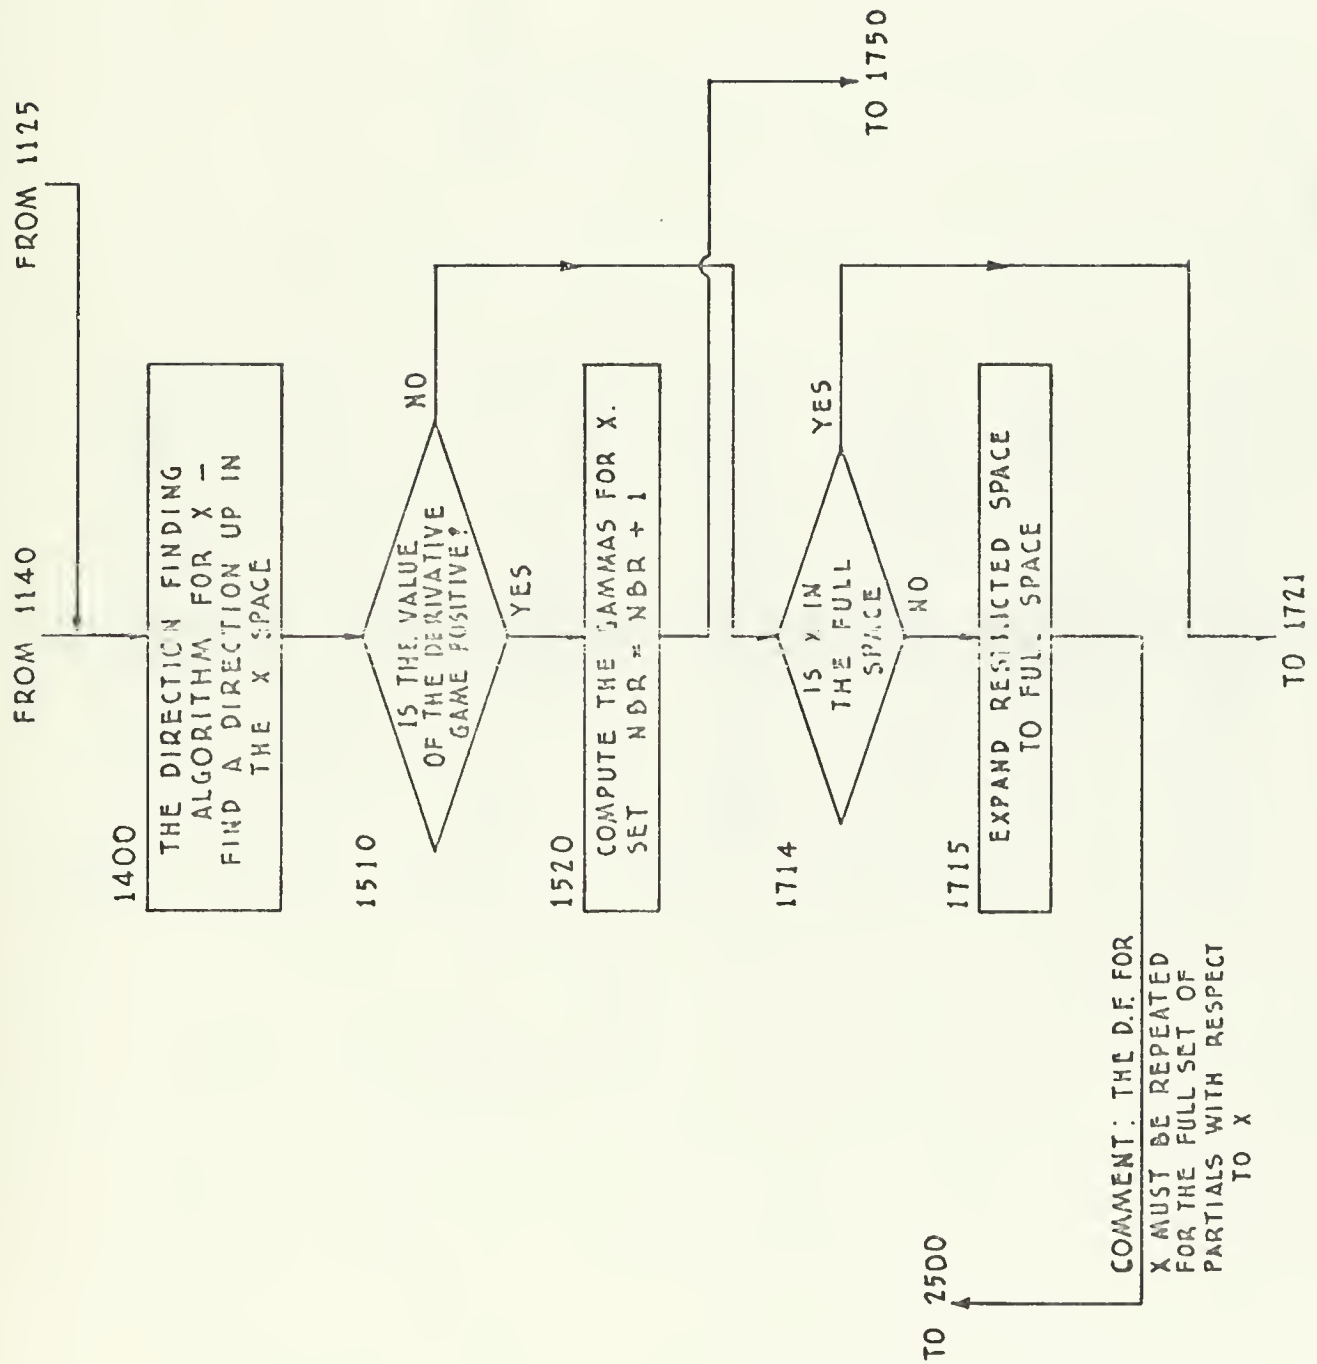 FROM 1140
FROM 1125
1400
THE DIRECTION FINDING
ALGORITHM FOR X -
FIND A DIRECTION UP IN
THE X SPACE
1510
IS THE VALUE
OF THE DERIVATIVE
GAME POSITIVE?
NO
YES
1520
COMPUTE THE GAMMAS FOR X.
SET NBR = NBR + 1
TO 1750
1714
IS X IN
THE FULL
SPACE
YES
NO
1715
EXPAND RESTRICTED SPACE
TO FULL SPACE
COMMENT: THE D.F. FOR
X MUST BE REPEATED
FOR THE FULL SET OF
PARTIALS WITH RESPECT
TO X
TO 2500
TO 1721